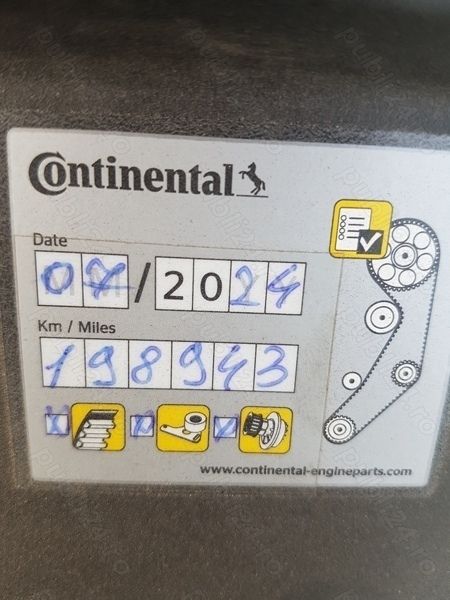 Continental
Date
07/2024
Km / Miles
198943
www.continental-engineparts.com